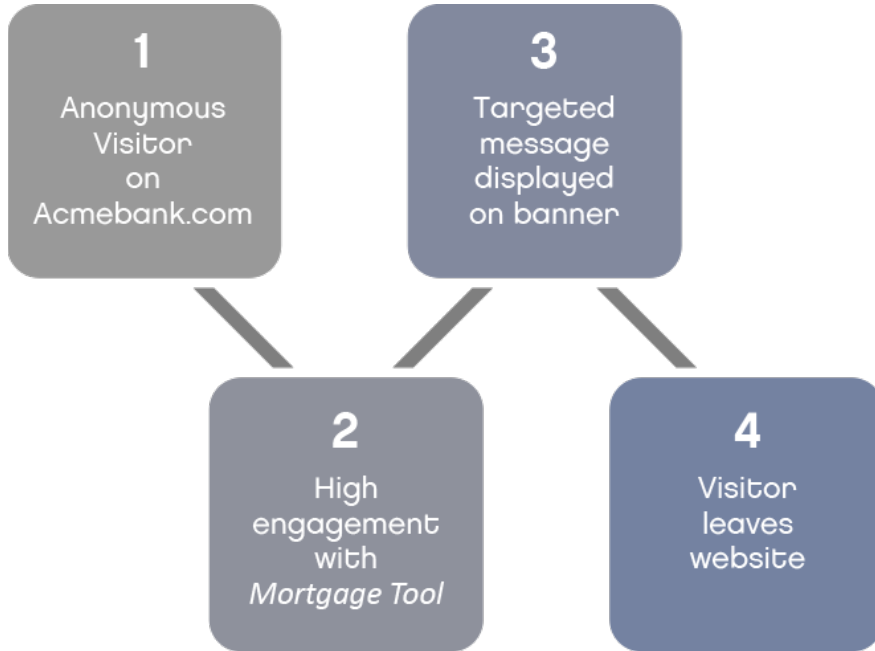 1
Anonymous
Visitor
on
Acmebank.com
2
High
engagement
with
Mortgage Tool
3
Targeted
message
displayed
on banner
4
Visitor
leaves
website